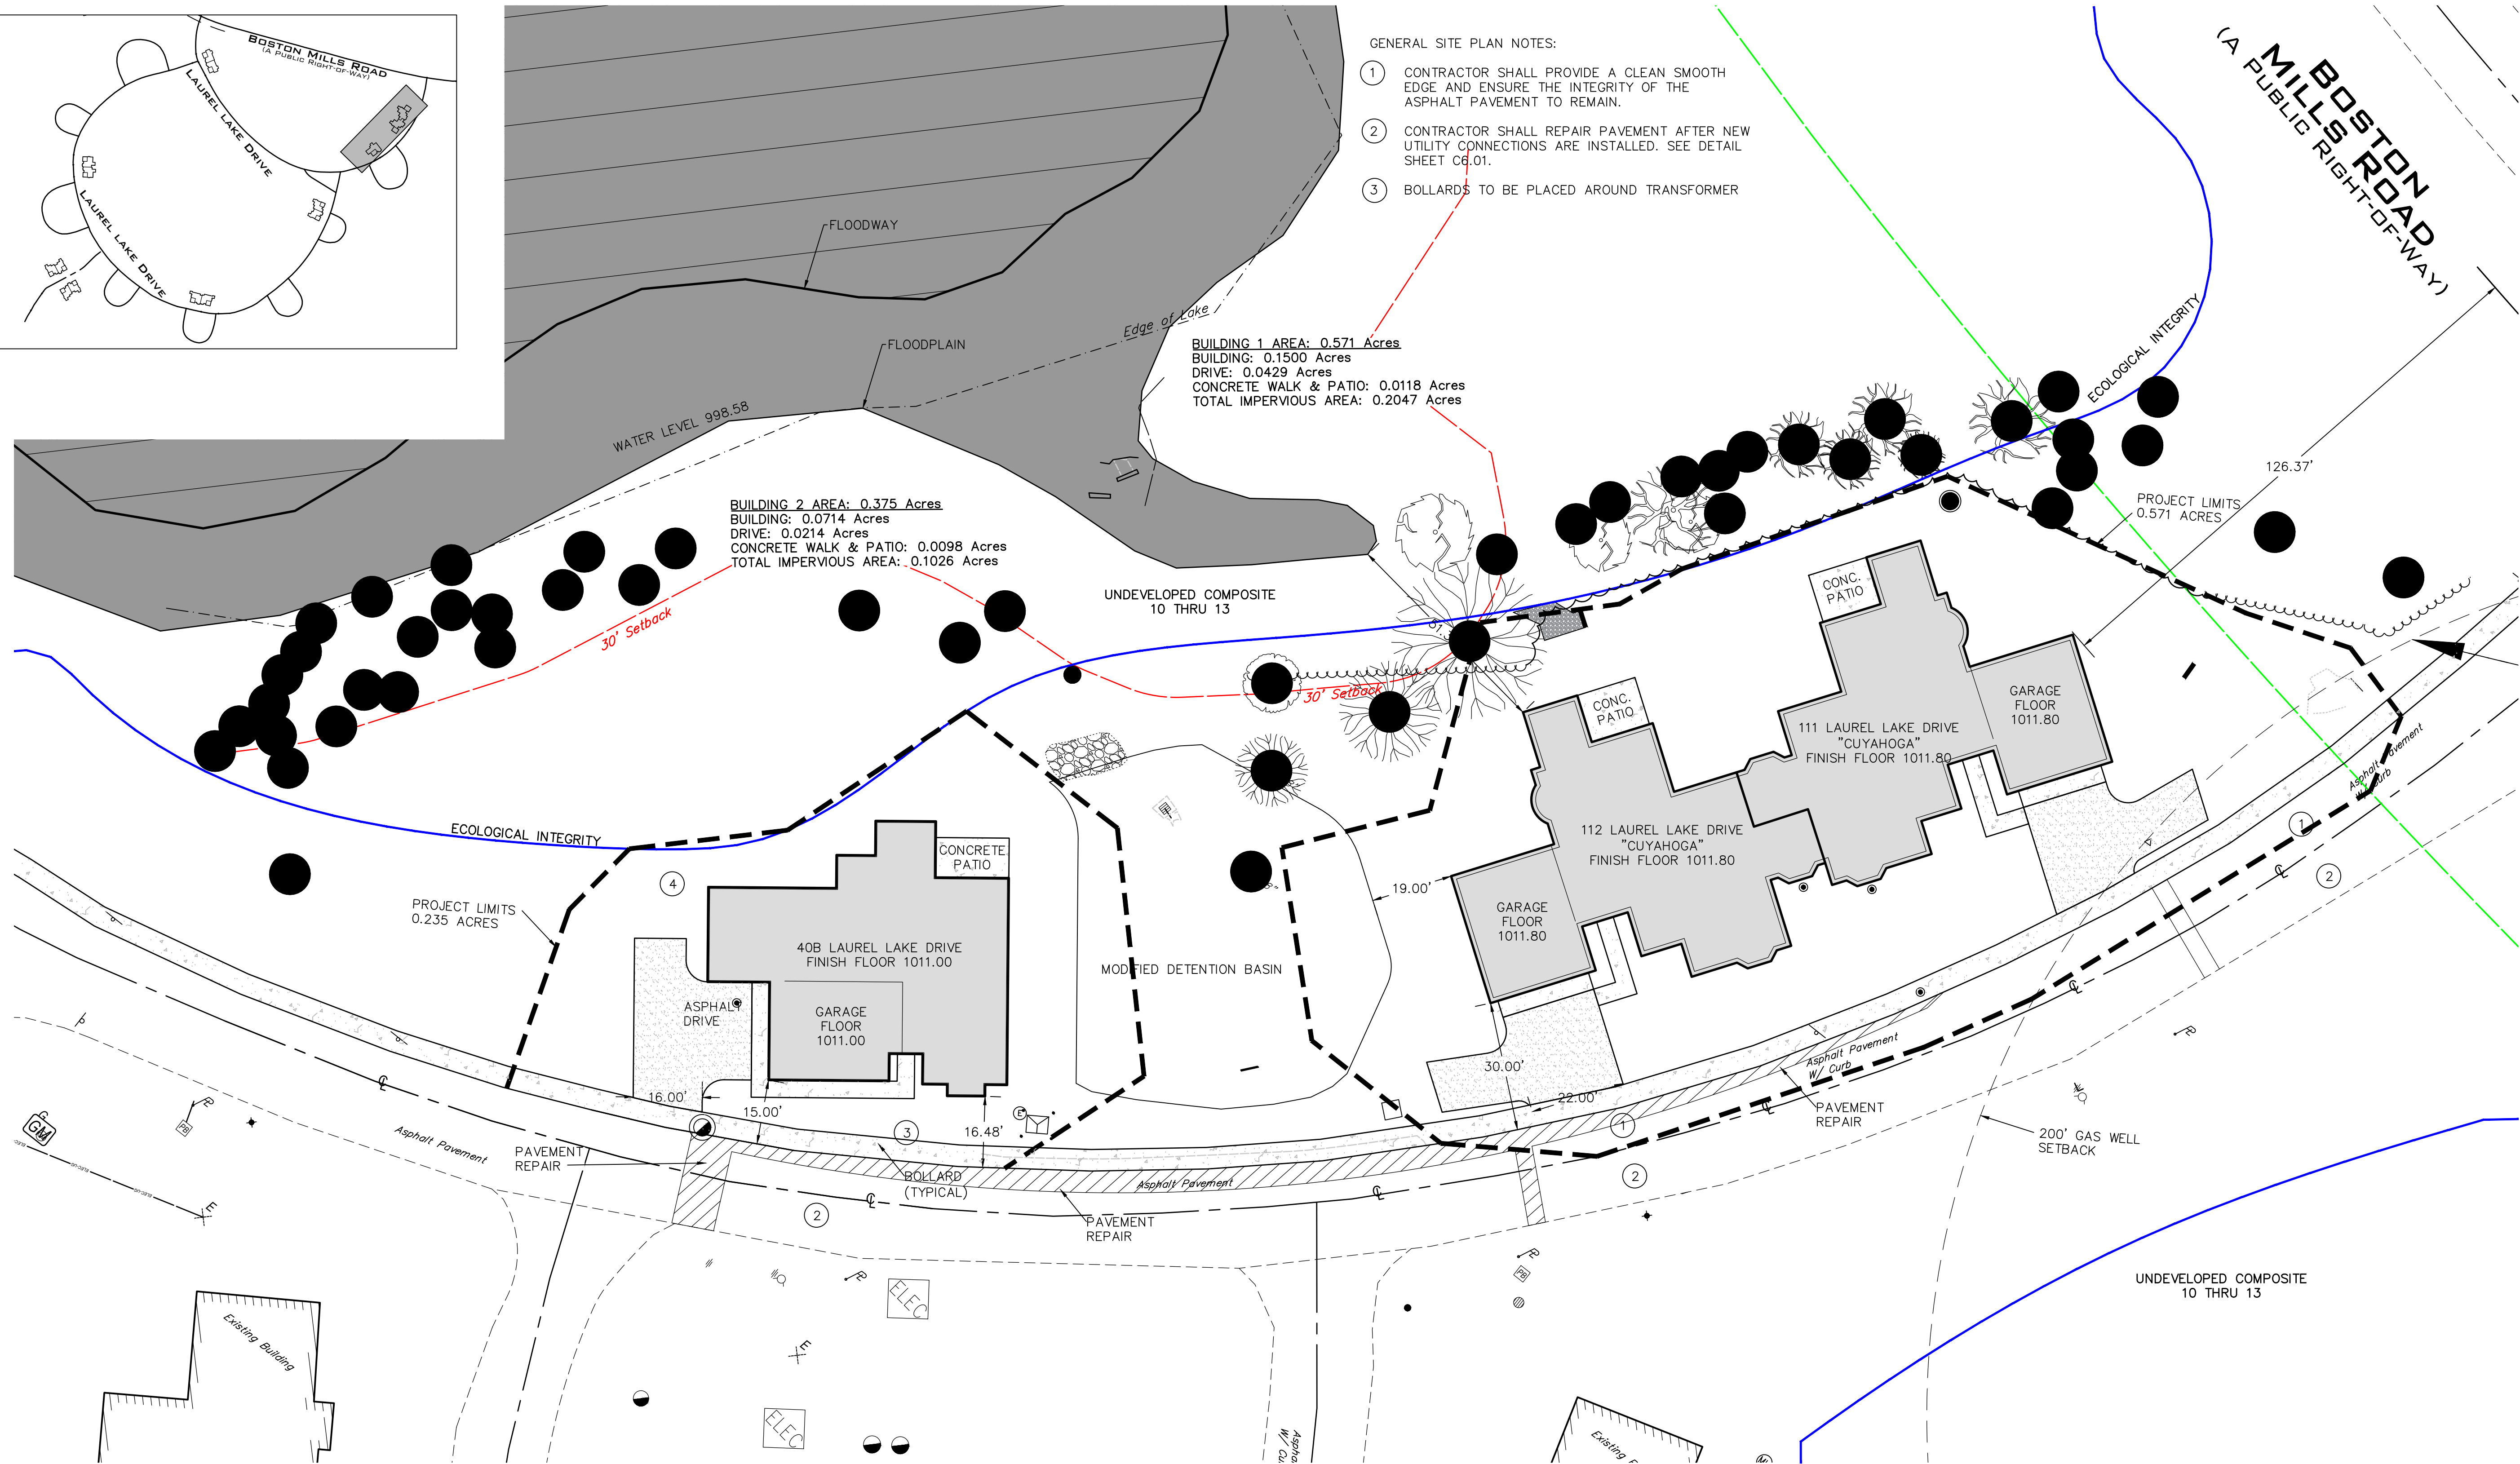 BOSTON MILLS ROAD
(A PUBLIC RIGHT-OF-WAY)
LAUREL LAKE DRIVE
LAUREL LAKE DRIVE
GENERAL SITE PLAN NOTES:
1 CONTRACTOR SHALL PROVIDE A CLEAN SMOOTH
EDGE AND ENSURE THE INTEGRITY OF THE
ASPHALT PAVEMENT TO REMAIN.
2 CONTRACTOR SHALL REPAIR PAVEMENT AFTER NEW
UTILITY CONNECTIONS ARE INSTALLED. SEE DETAIL
SHEET C6.01.
3 BOLLARDS TO BE PLACED AROUND TRANSFORMER
BOSTON
MILLS ROAD
(A PUBLIC RIGHT-OF-WAY)
FLOODWAY
FLOODPLAIN
Edge of Lake
WATER LEVEL 998.58
BUILDING 1 AREA: 0.571 Acres
BUILDING: 0.1500 Acres
DRIVE: 0.0429 Acres
CONCRETE WALK & PATIO: 0.0118 Acres
TOTAL IMPERVIOUS AREA: 0.2047 Acres
ECOLOGICAL INTEGRITY
126.37'
PROJECT LIMITS
0.571 ACRES
BUILDING 2 AREA: 0.375 Acres
BUILDING: 0.0714 Acres
DRIVE: 0.0214 Acres
CONCRETE WALK & PATIO: 0.0098 Acres
TOTAL IMPERVIOUS AREA: 0.1026 Acres
30' Setback
UNDEVELOPED COMPOSITE
10 THRU 13
30' Setback
CONC.
PATIO
CONC.
PATIO
GARAGE
FLOOR
1011.80
111 LAUREL LAKE DRIVE
"CUYAHOGA"
FINISH FLOOR 1011.80
112 LAUREL LAKE DRIVE
"CUYAHOGA"
FINISH FLOOR 1011.80
GARAGE
FLOOR
1011.80
19.00'
Asphalt Pavement
W/ Curb
1
2
ECOLOGICAL INTEGRITY
4
CONCRETE
PATIO
PROJECT LIMITS
0.235 ACRES
40B LAUREL LAKE DRIVE
FINISH FLOOR 1011.00
ASPHALT
DRIVE
GARAGE
FLOOR
1011.00
MODIFIED DETENTION BASIN
16.00'
15.00'
16.48'
30.00'
22.00'
3
E
1
2
2
Asphalt Pavement
W/ Curb
PAVEMENT
REPAIR
200' GAS WELL
SETBACK
PAVEMENT
REPAIR
BOLLARD
(TYPICAL)
Asphalt Pavement
Asphalt Pavement
PAVEMENT
REPAIR
G
GM
PB
E
ELEC
PB
E
ELEC
Existing Building
UNDEVELOPED COMPOSITE
10 THRU 13